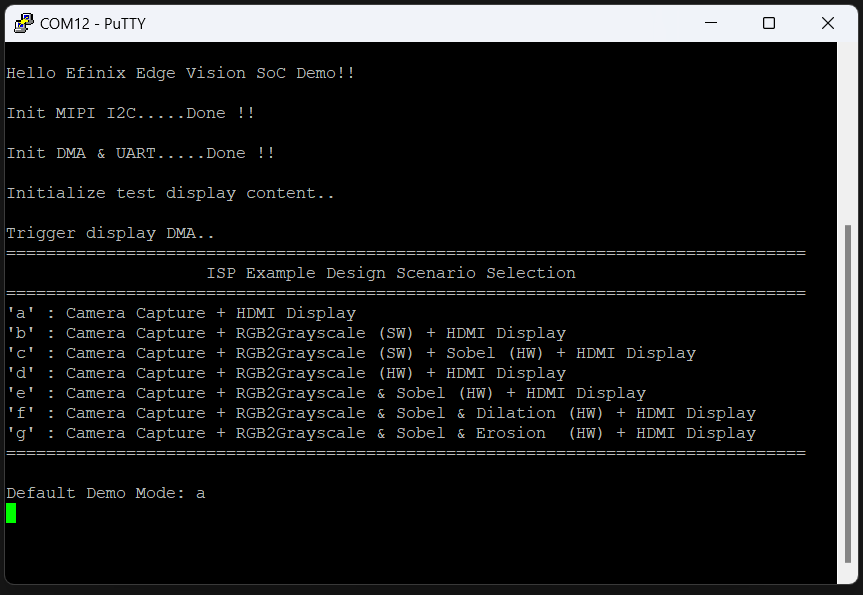 COM12 - PuTTY
Hello Efinix Edge Vision SoC Demo!!
Init MIPI I2C.....Done !!
Init DMA & UART.....Done !!
Initialize test display content..
Trigger display DMA..
================================================================================
ISP Example Design Scenario Selection
================================================================================
'a' : Camera Capture + HDMI Display
'b' : Camera Capture + RGB2Grayscale (SW) + HDMI Display
'c' : Camera Capture + RGB2Grayscale (SW) + Sobel (HW) + HDMI Display
'd' : Camera Capture + RGB2Grayscale (HW) + HDMI Display
'e' : Camera Capture + RGB2Grayscale & Sobel (HW) + HDMI Display
'f' : Camera Capture + RGB2Grayscale & Sobel & Dilation (HW) + HDMI Display
'g' : Camera Capture + RGB2Grayscale & Sobel & Erosion  (HW) + HDMI Display
================================================================================
Default Demo Mode: a